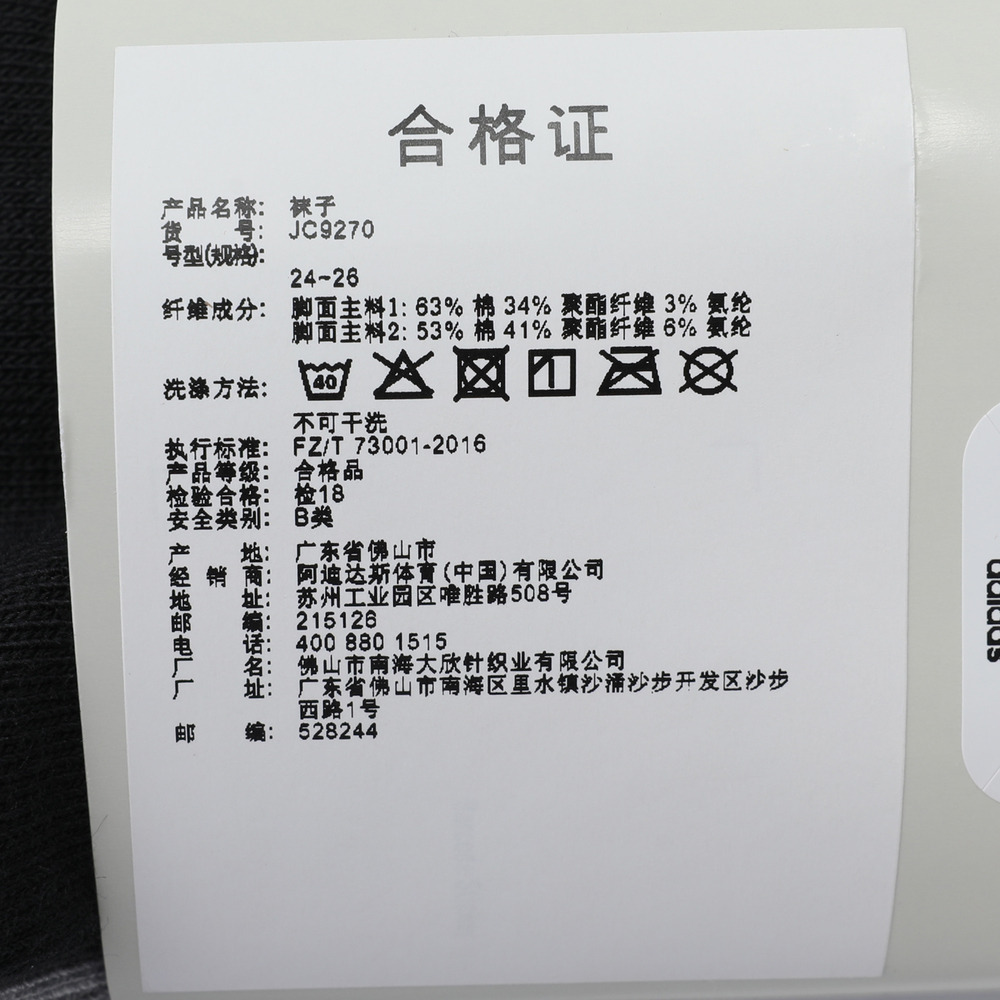 合格证
产品名称: 袜子
货 号: JC9270
号型(规格):
24~26
纤维成分: 脚面主料1: 63% 棉 34% 聚酯纤维 3% 氨纶
脚面主料2: 53% 棉 41% 聚酯纤维 6% 氨纶
洗涤方法: 40
不可干洗
执行标准: FZ/T 73001-2016
产品等级: 合格品
检验合格: 检18
安全类别: B类
产 地: 广东省佛山市
经 销 商: 阿迪达斯体育(中国)有限公司
地 址: 苏州工业园区唯胜路508号
邮 编: 215126
电 话: 400 880 1515
厂 名: 佛山市南海大欣针织业有限公司
厂 址: 广东省佛山市南海区里水镇沙涌沙步开发区沙步
西路1号
邮 编: 528244
adidas